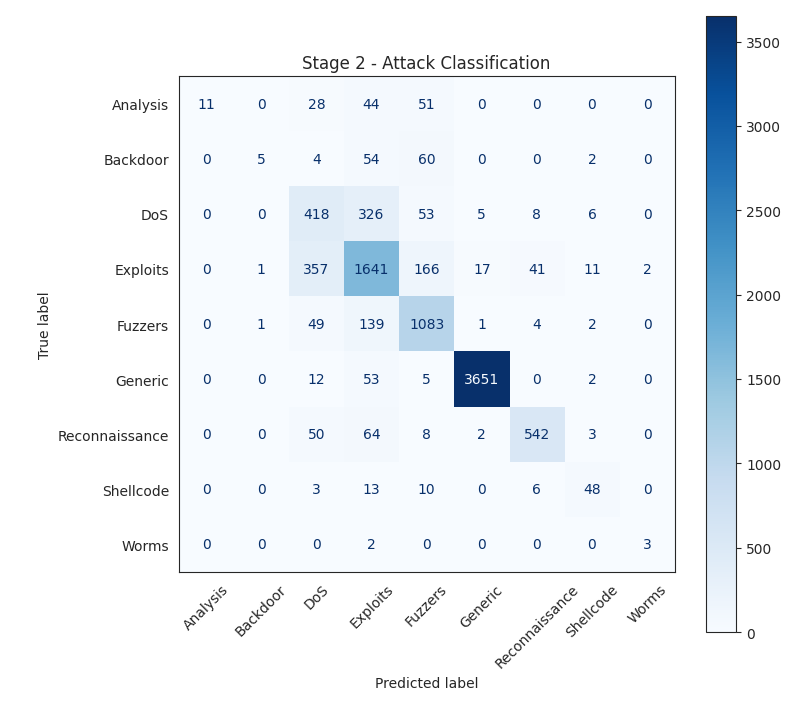 Stage 2 - Attack Classification
Analysis 11 0 28 44 51 0 0 0 0
Backdoor 0 5 4 54 60 0 0 2 0
DoS 0 0 418 326 53 5 8 6 0
Exploits 0 1 357 1641 166 17 41 11 2
Fuzzers 0 1 49 139 1083 1 4 2 0
Generic 0 0 12 53 5 3651 0 2 0
Reconnaissance 0 0 50 64 8 2 542 3 0
Shellcode 0 0 3 13 10 0 6 48 0
Worms 0 0 0 2 0 0 0 0 3
True label
Analysis Backdoor DoS Exploits Fuzzers Generic Reconnaissance Shellcode Worms
Predicted label
3500
3000
2500
2000
1500
1000
500
0